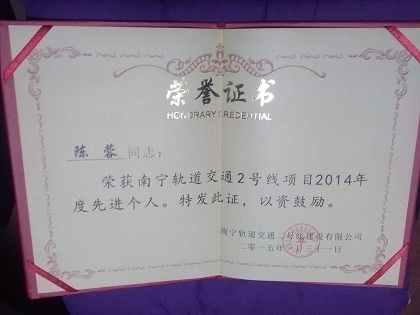 荣誉证书
HONORARY CREDENTIAL
陈蓉 同志：
荣获南宁轨道交通2号线项目2014年
度先进个人。特发此证，以资鼓励。
南宁轨道交通二号线建设有限公司
二〇一五年一月三十一日